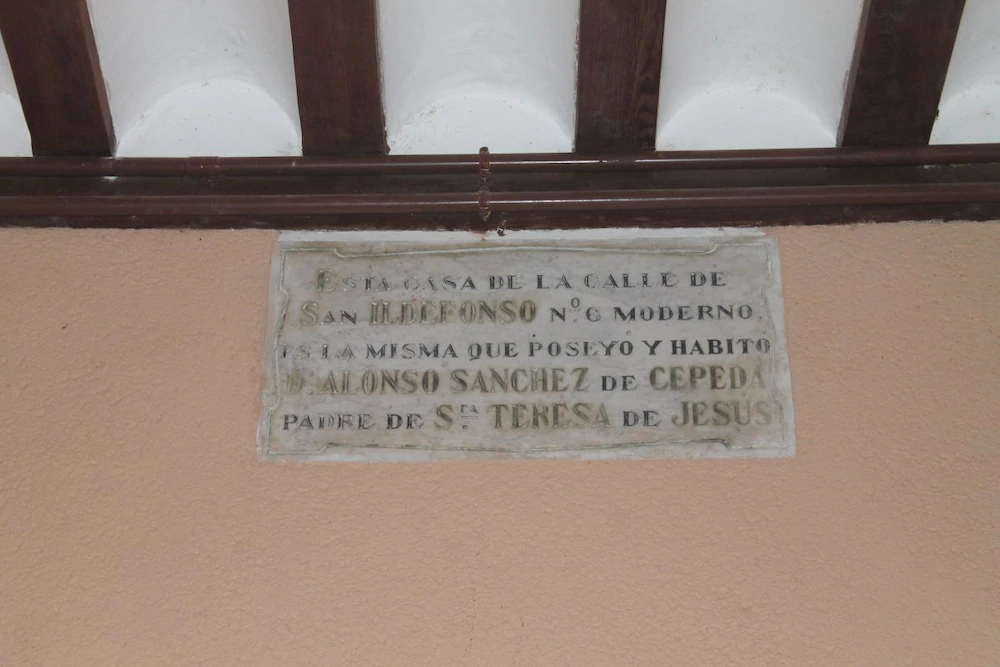 ESTA CASA DE LA CALLE DE
SAN ILDEFONSO Nº. 6 MODERNO,
ES LA MISMA QUE POSEYO Y HABITO
D. ALONSO SANCHEZ DE CEPEDA
PADRE DE STA. TERESA DE JESÚS